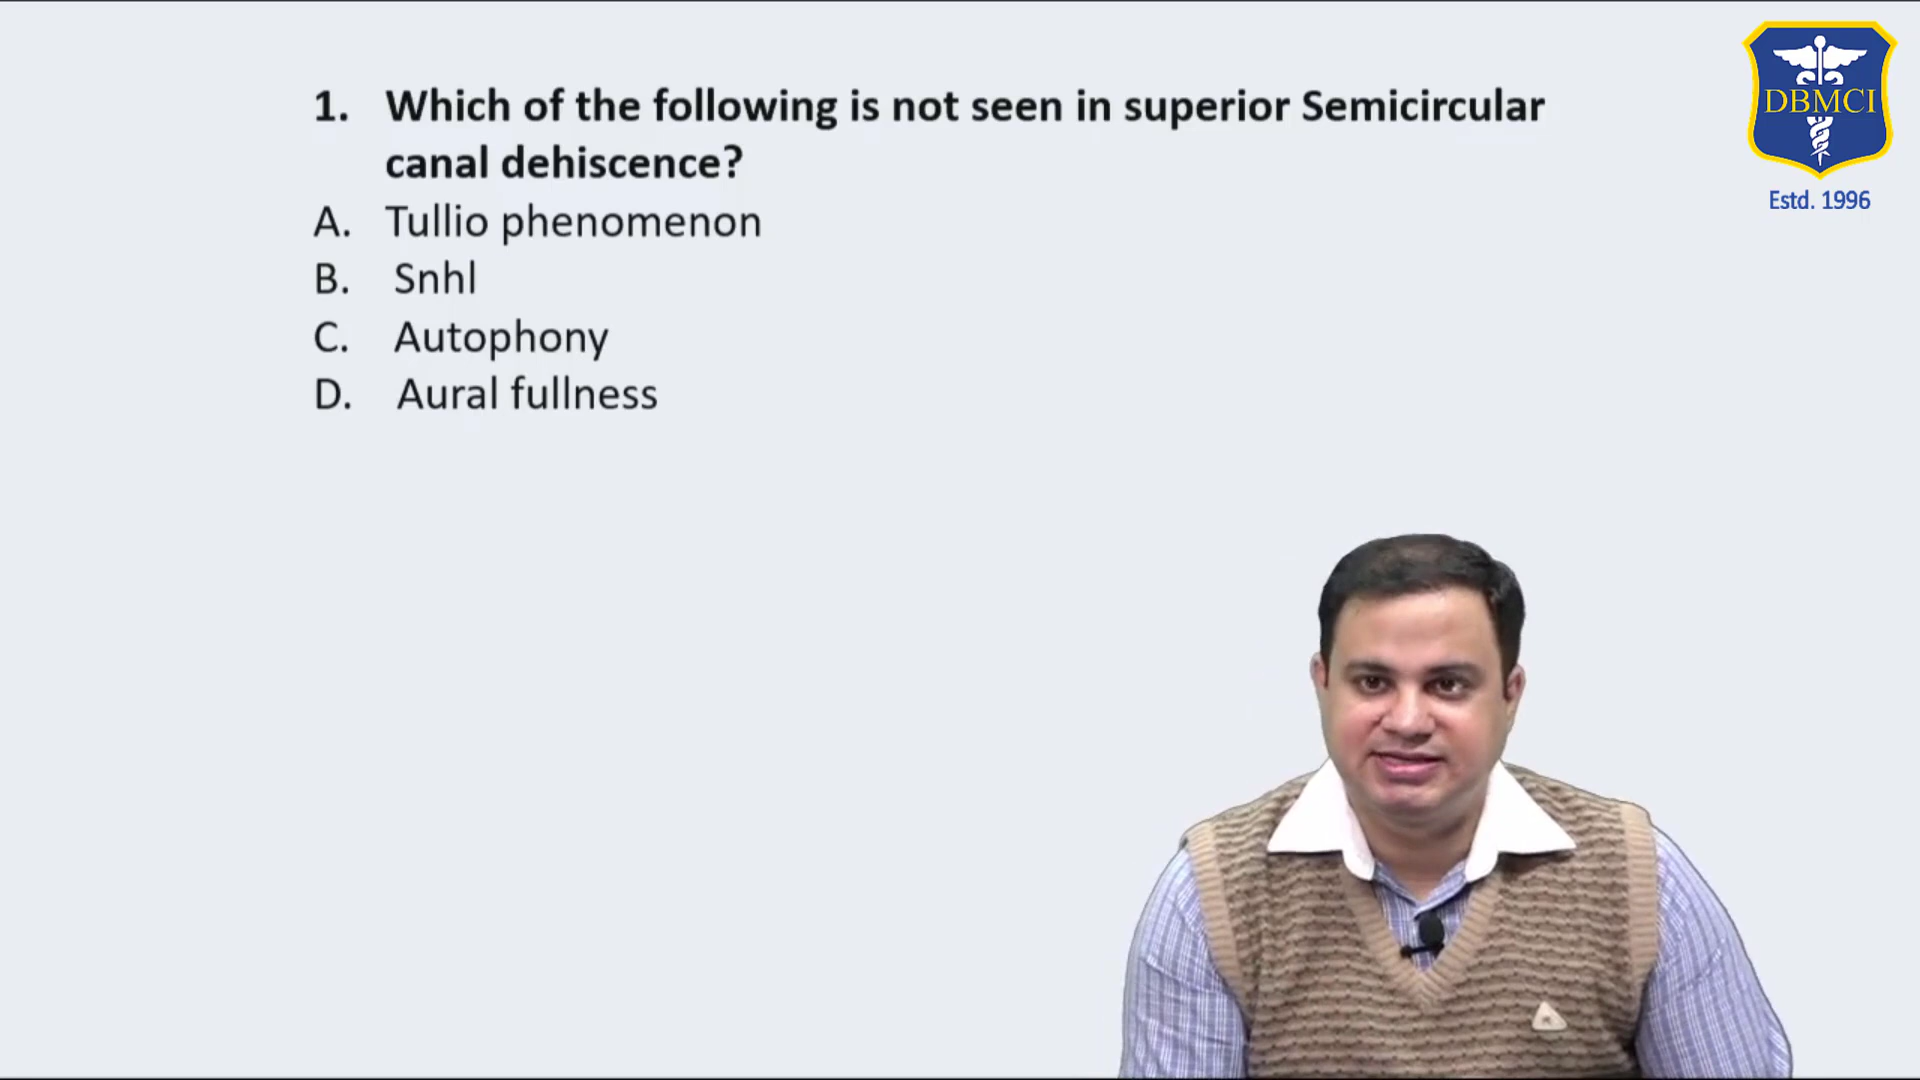 1. Which of the following is not seen in superior Semicircular
canal dehiscence?
A. Tullio phenomenon
B. Snhl
C. Autophony
D. Aural fullness
DBMCI
Estd. 1996